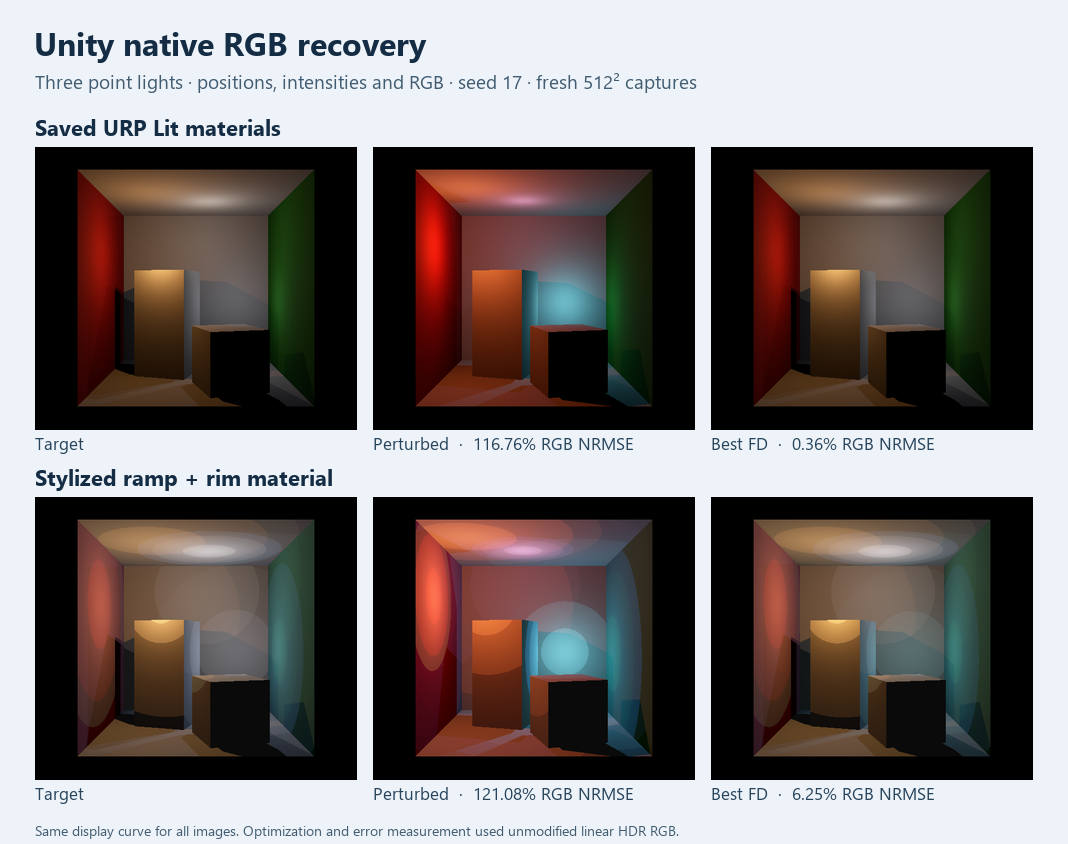 Unity native RGB recovery
Three point lights · positions, intensities and RGB · seed 17 · fresh 512² captures
Saved URP Lit materials
Target
Perturbed · 116.76% RGB NRMSE
Best FD · 0.36% RGB NRMSE
Stylized ramp + rim material
Target
Perturbed · 121.08% RGB NRMSE
Best FD · 6.25% RGB NRMSE
Same display curve for all images. Optimization and error measurement used unmodified linear HDR RGB.